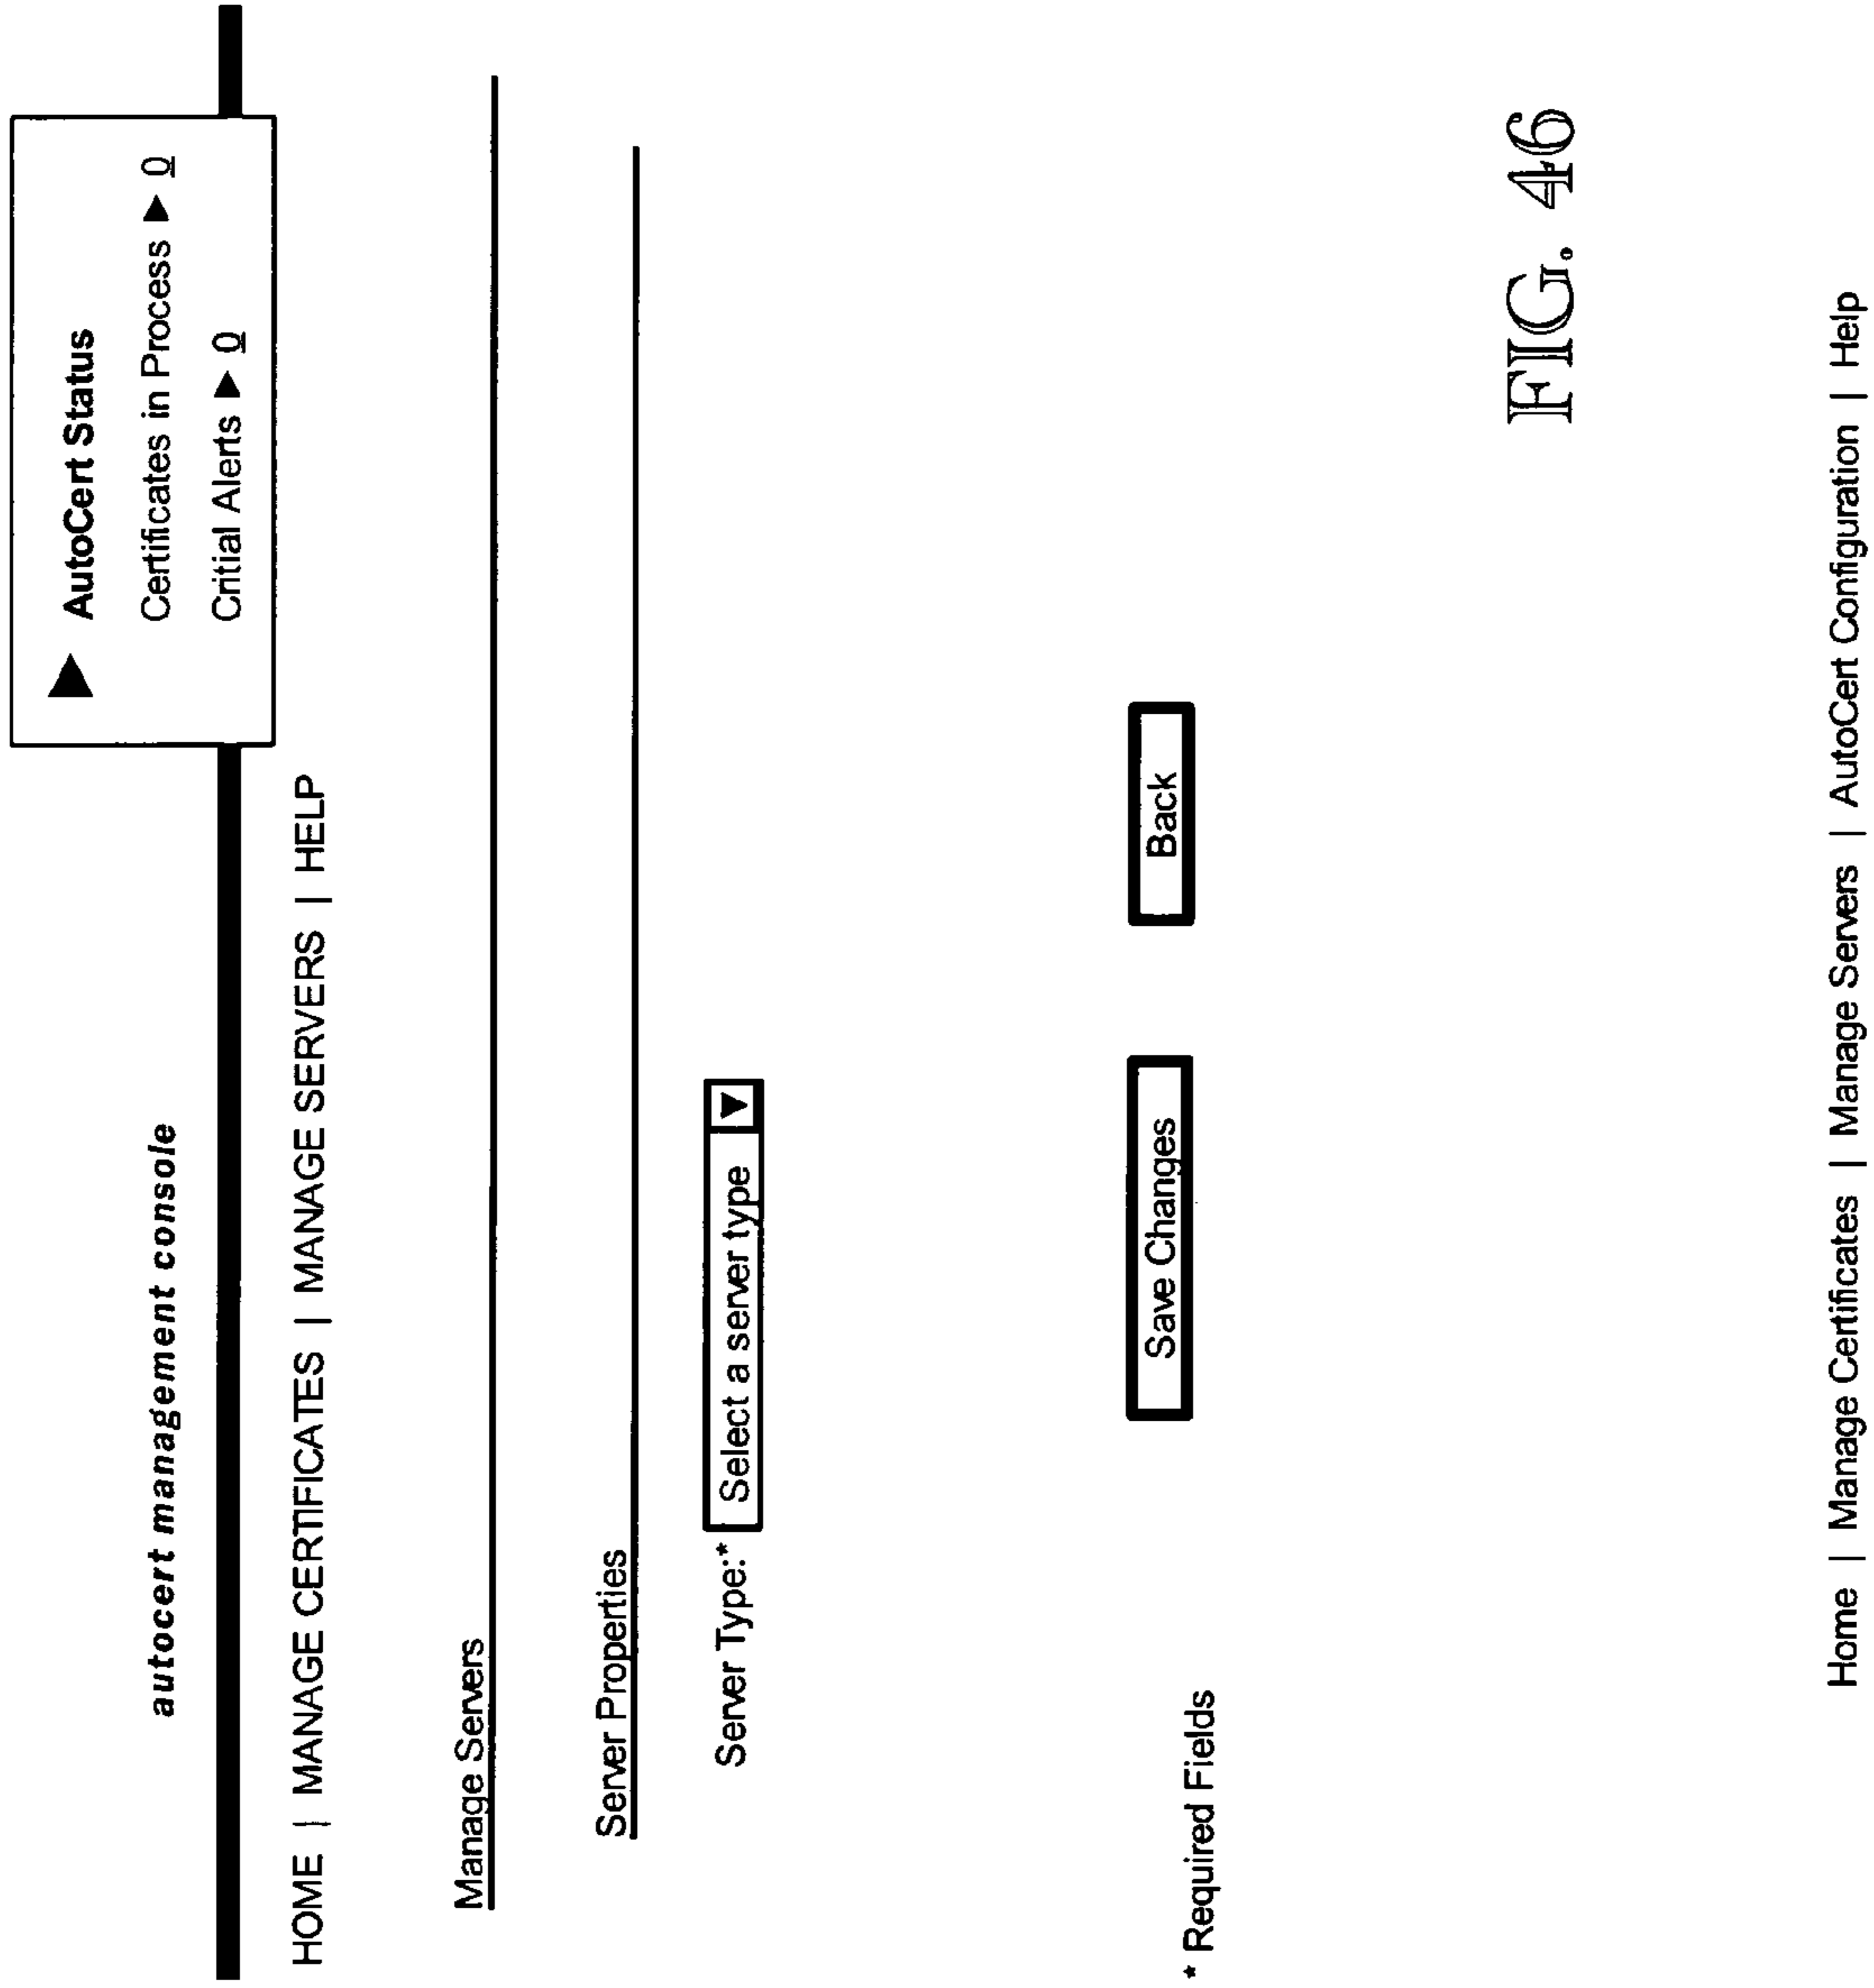 autocert management console
▶ AutoCert Status
Certificates in Process ▶ 0
Critial Alerts ▶ 0
HOME | MANAGE CERTIFICATES | MANAGE SERVERS | HELP
Manage Servers
Server Properties
Server Type:* Select a server type ▼
* Required Fields
Save Changes Back
FIG. 46
Home | Manage Certificates | Manage Servers | AutoCert Configuration | Help